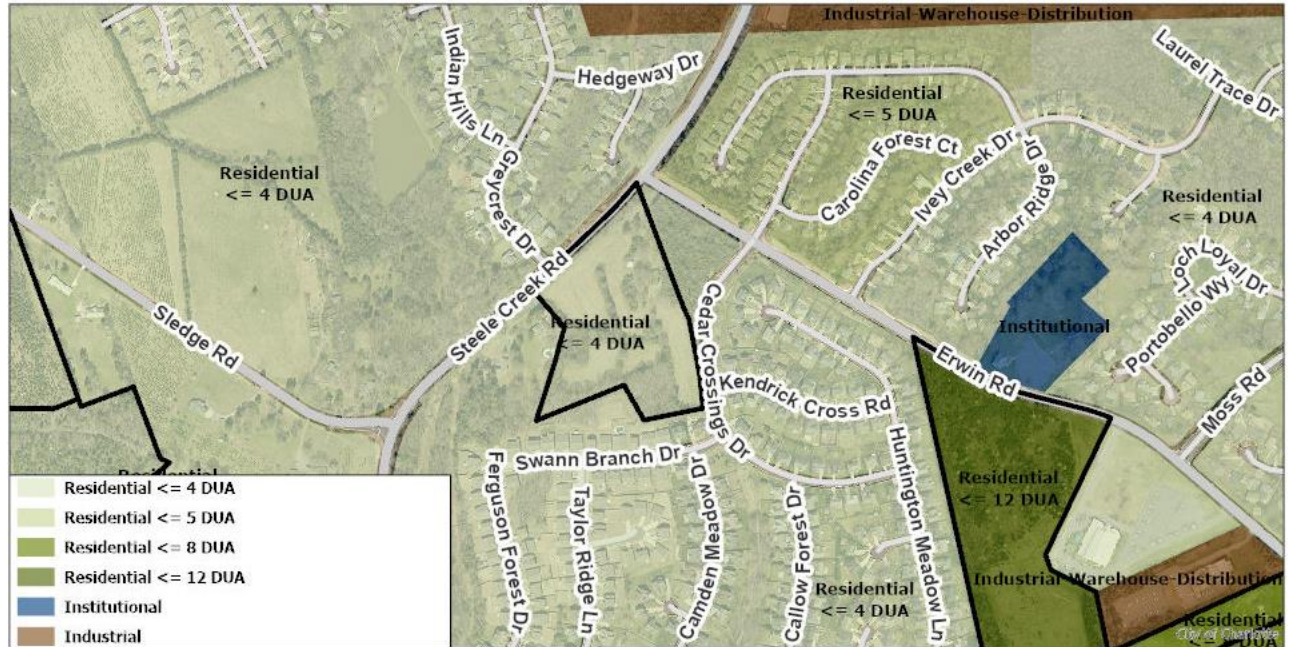 Industrial-Warehouse-Distribution
Indian Hills Ln
Hedgeway Dr
Laurel Trace Dr
Residential
<= 5 DUA
Carolina Forest Ct
Residential
<= 4 DUA
Greycrest Dr
Ivey Creek Dr
Arbor Ridge Dr
Residential
<= 4 DUA
Loch Loyal Dr
Portobello Wy
Sledge Rd
Steele Creek Rd
Residential
<= 4 DUA
Cedar Crossings Dr
Institutional
Erwin Rd
Moss Rd
Kendrick Cross Rd
Swann Branch Dr
Huntington Meadow Ln
Residential
<= 12 DUA
Ferguson Forest Dr
Taylor Ridge Ln
Camden Meadow Dr
Callow Forest Dr
Residential
<= 4 DUA
Industrial-Warehouse-Distribution
Residential
City of Charlotte
Residential
Residential <= 4 DUA
Residential <= 5 DUA
Residential <= 8 DUA
Residential <= 12 DUA
Institutional
Industrial